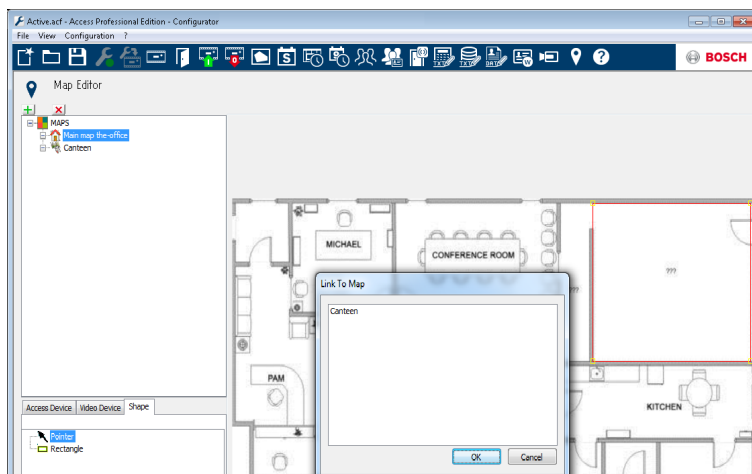 Active.acf - Access Professional Edition - Configurator
File View Configuration ?
BOSCH
Map Editor
MAPS
Main map the-office
Canteen
MICHAEL
CONFERENCE ROOM
???
???
Link To Map
Canteen
PAM
KITCHEN
Access Device Video Device Shape
Pointer
Rectangle
OK Cancel